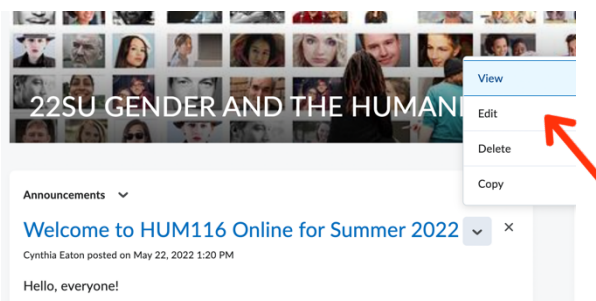 22SU GENDER AND THE HUMANI
View
Edit
Delete
Copy
Announcements
Welcome to HUM116 Online for Summer 2022
Cynthia Eaton posted on May 22, 2022 1:20 PM
Hello, everyone!